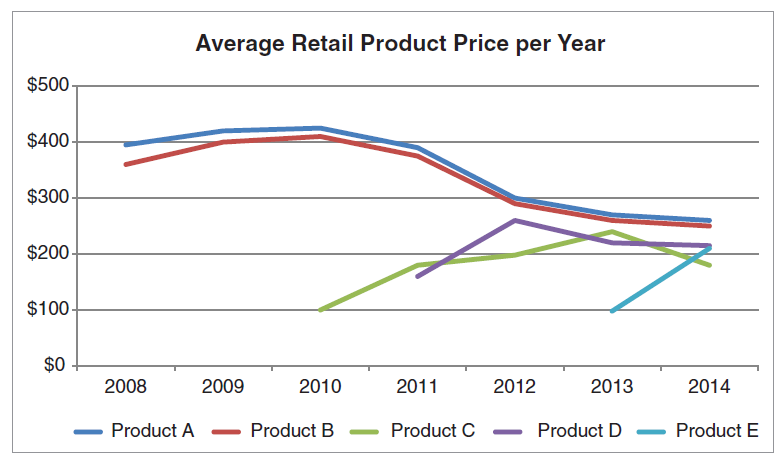 Average Retail Product Price per Year
$500
$400
$300
$200
$100
$0
2008 2009 2010 2011 2012 2013 2014
Product A Product B Product C Product D Product E